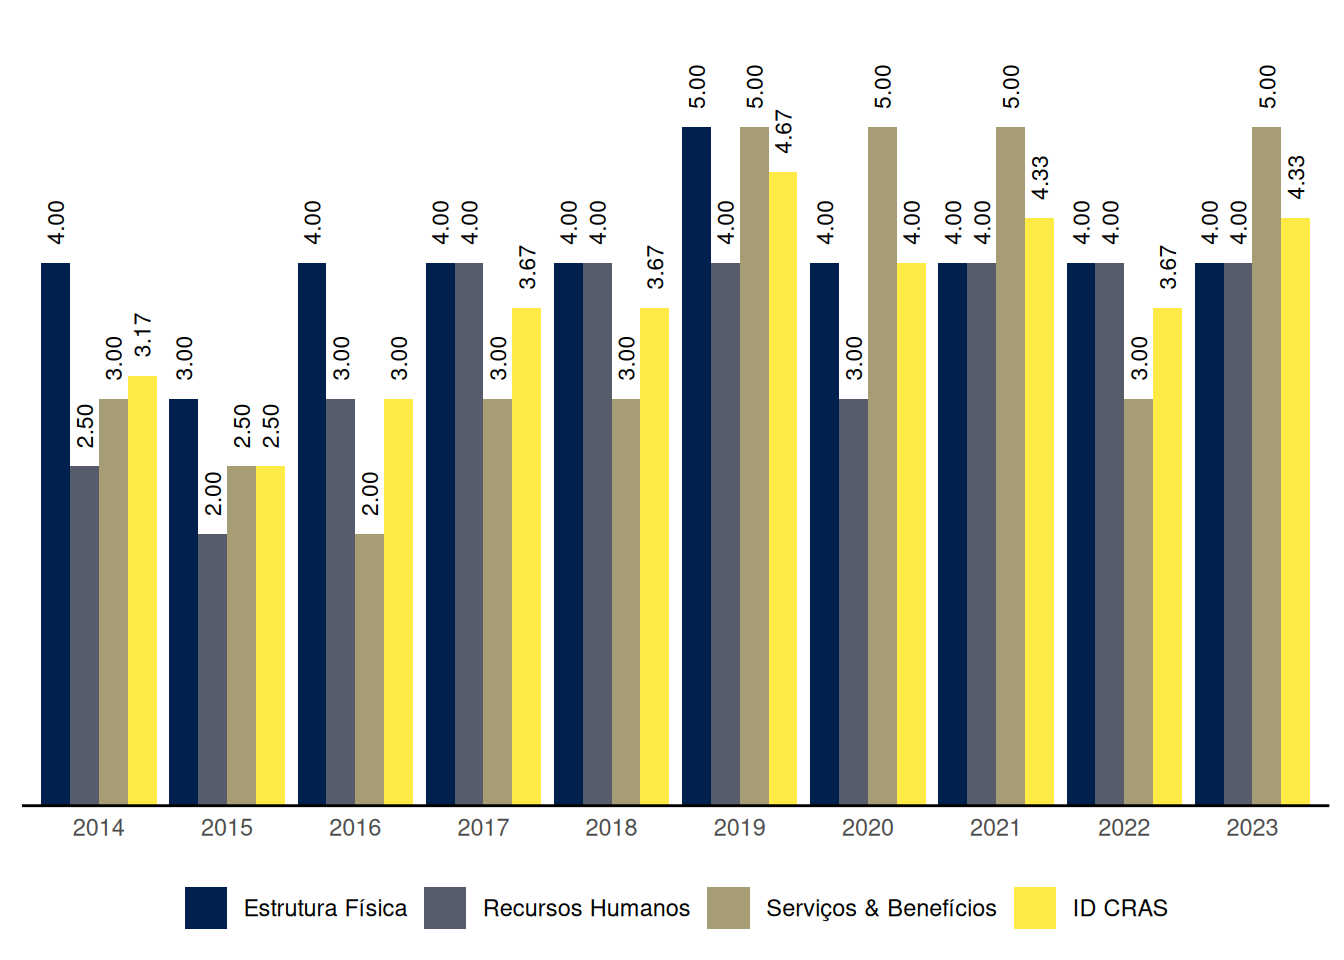 5.00 5.00 5.00 5.00 5.00
4.67
4.33 4.33
4.00 4.00 4.00 4.00 4.00 4.00 4.00 4.00 4.00 4.00 4.00 4.00 4.00 4.00 4.00
3.67 3.67 3.67
3.17
3.00 3.00 3.00 3.00 3.00 3.00 3.00 3.00
2.50 2.50 2.50
2.00 2.00
2014 2015 2016 2017 2018 2019 2020 2021 2022 2023
Estrutura Física Recursos Humanos Serviços & Benefícios ID CRAS